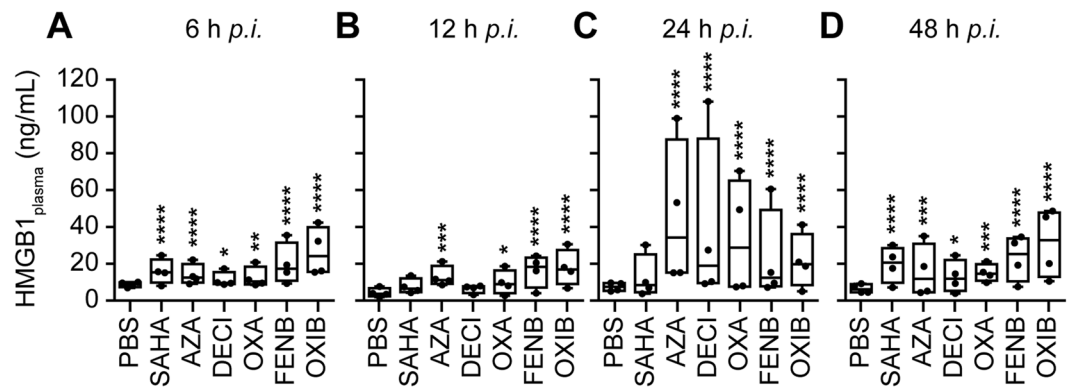 A 6 h p.i. B 12 h p.i. C 24 h p.i. D 48 h p.i.
HMGB1plasma (ng/mL)
120
100
80
60
40
20
0
**** **** * ** **** ****
*** * **** ****
**** **** **** **** ****
**** *** * *** **** ****
PBS SAHA AZA DECI OXA FENB OXIB
PBS SAHA AZA DECI OXA FENB OXIB
PBS SAHA AZA DECI OXA FENB OXIB
PBS SAHA AZA DECI OXA FENB OXIB